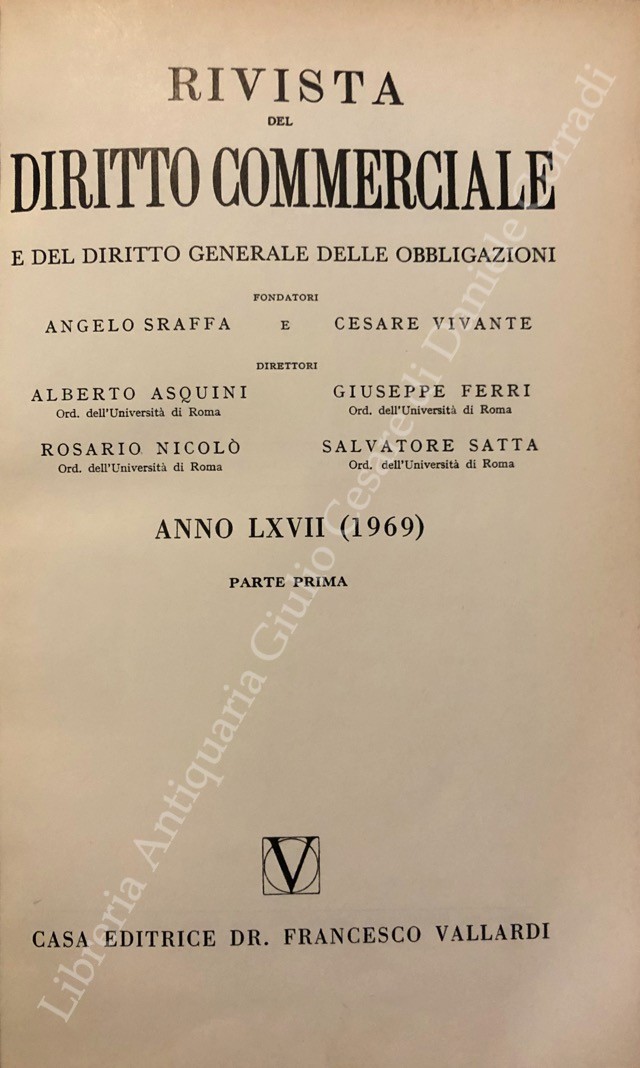 RIVISTA
DEL
DIRITTO COMMERCIALE
E DEL DIRITTO GENERALE DELLE OBBLIGAZIONI
FONDATORI
ANGELO SRAFFA E CESARE VIVANTE
DIRETTORI
ALBERTO ASQUINI GIUSEPPE FERRI
Ord. dell'Università di Roma Ord. dell'Università di Roma
ROSARIO NICOLÒ SALVATORE SATTA
Ord. dell'Università di Roma Ord. dell'Università di Roma
ANNO LXVII (1969)
PARTE PRIMA
V
CASA EDITRICE DR. FRANCESCO VALLARDI
Libreria Antiquaria Giulio Cesare di Daniele Corradi